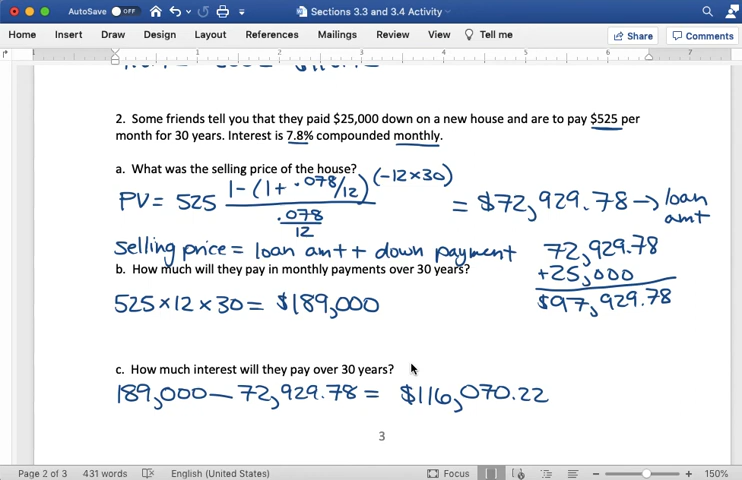 AutoSave OFF Sections 3.3 and 3.4 Activity
Home Insert Draw Design Layout References Mailings Review View Tell me Share Comments
1 2 3 4 5 6 7
2. Some friends tell you that they paid $25,000 down on a new house and are to pay $525 per
month for 30 years. Interest is 7.8% compounded monthly.
a. What was the selling price of the house?
PV = 525 1-(1+.078/12)^(-12×30) / .078/12 = $72,929.78 → loan amt
selling price = loan amt + down payment
72,929.78
+25,000
$97,929.78
b. How much will they pay in monthly payments over 30 years?
525×12×30 = $189,000
c. How much interest will they pay over 30 years?
189,000 - 72,929.78 = $116,070.22
3
Page 2 of 3 431 words English (United States) Focus 150%